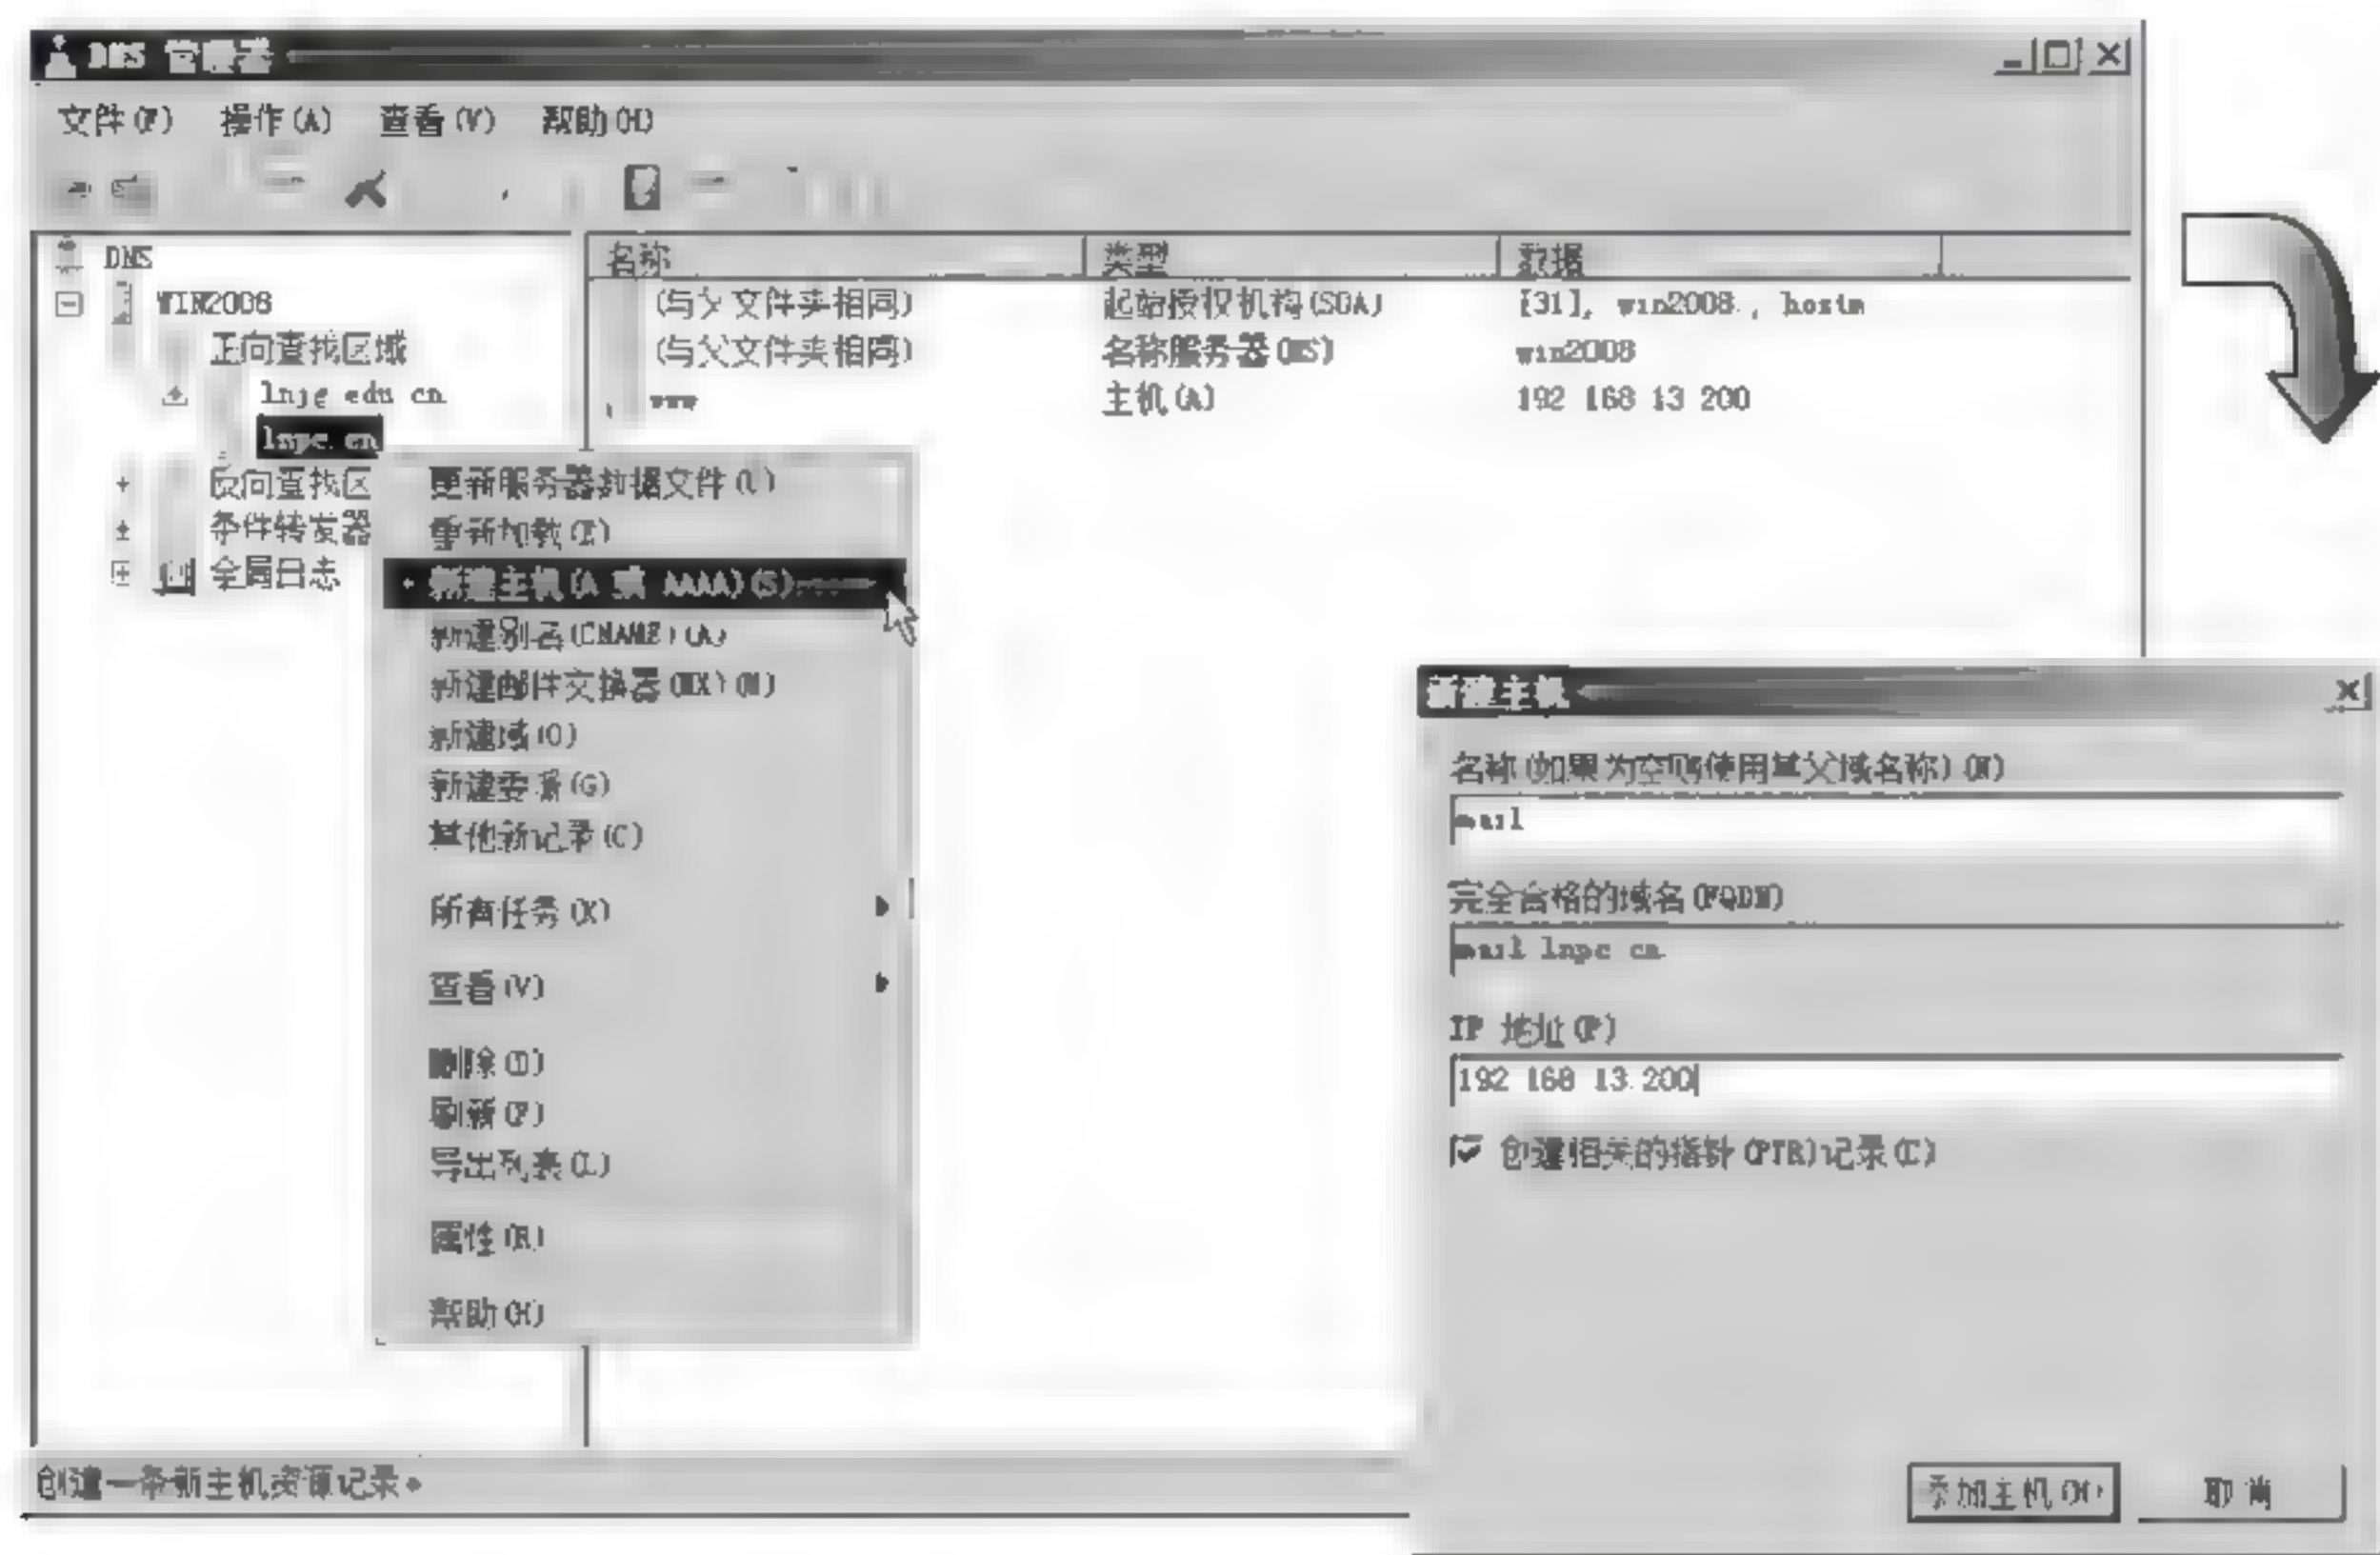 DNS 管理器
文件(F) 操作(A) 查看(V) 帮助(H)
DNS
WIN2008
正向查找区域
lnjg.edu.cn
lnpc.cn
反向查找区
条件转发器
全局日志
名称 类型 数据
(与父文件夹相同) 起始授权机构(SOA) [31], win2008., hostm
(与父文件夹相同) 名称服务器(NS) win2008
www 主机(A) 192.168.13.200
更新服务器数据文件(U)
重新加载(E)
新建主机(A 或 AAAA)(S)...
新建别名(CNAME)(A)
新建邮件交换器(MX)(M)
新建域(O)
新建委派(G)
其他新记录(C)
所有任务(K)
查看(V)
删除(D)
刷新(F)
导出列表(L)
属性(R)
帮助(H)
创建一条新主机资源记录。
新建主机
名称(如果为空则使用其父域名称)(N)
mail
完全合格的域名(FQDN)
mail.lnpc.cn.
IP 地址(P)
192.168.13.200
创建相关的指针(PTR)记录(C)
添加主机(H) 取消